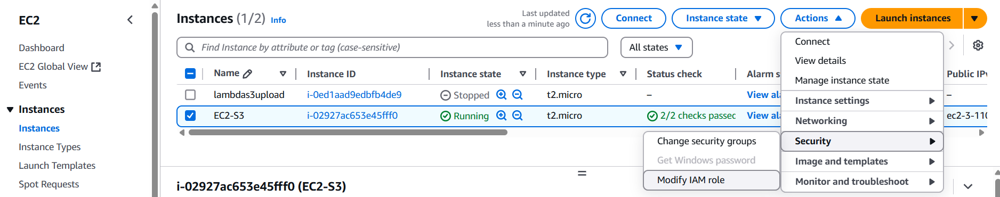 EC2
Dashboard
EC2 Global View
Events
Instances
Instances
Instance Types
Launch Templates
Spot Requests
Instances (1/2) Info
Last updated
less than a minute ago
Connect
Instance state
Actions
Launch instances
Find Instance by attribute or tag (case-sensitive)
All states
Name Instance ID Instance state Instance type Status check Alarm s Public IPv
lambdas3upload i-0ed1aad9edbfb4de9 Stopped t2.micro – View ala –
EC2-S3 i-02927ac653e45fff0 Running t2.micro 2/2 checks passec View ala ec2-3-110
Connect
View details
Manage instance state
Instance settings
Networking
Security
Image and templates
Monitor and troubleshoot
Change security groups
Get Windows password
Modify IAM role
i-02927ac653e45fff0 (EC2-S3)